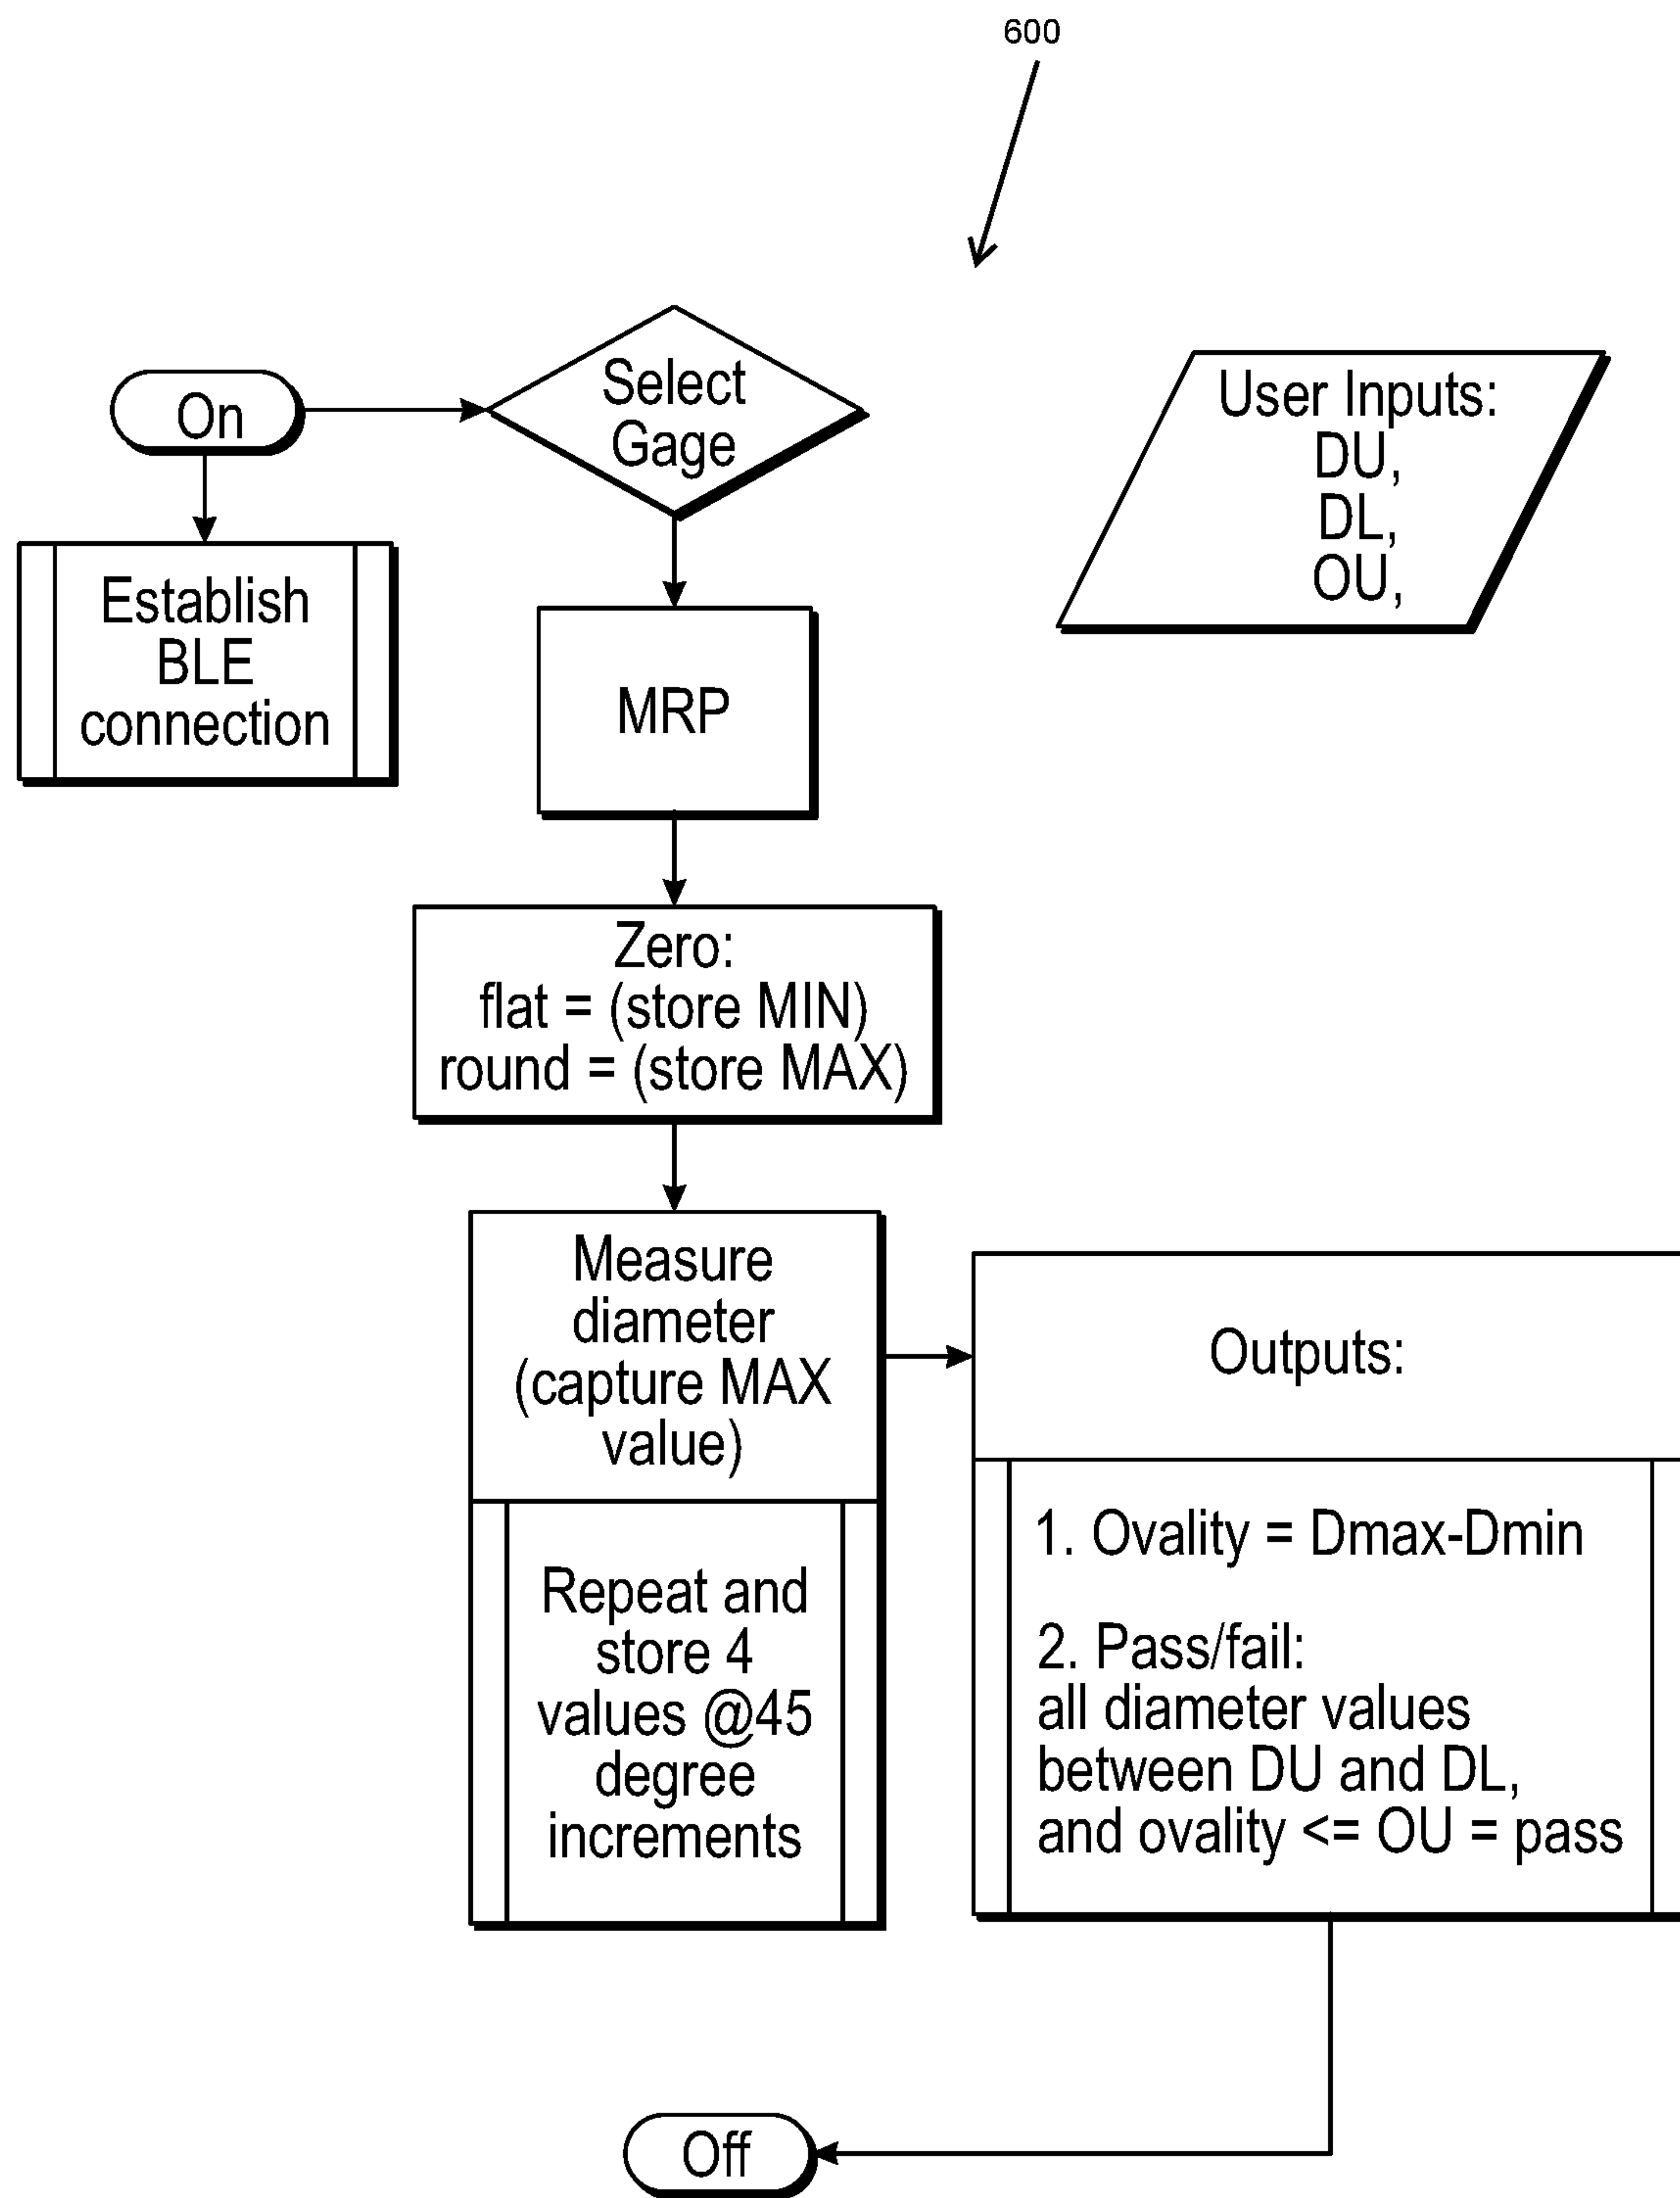 600
On
Select
Gage
User Inputs:
DU,
DL,
OU,
Establish
BLE
connection
MRP
Zero:
flat = (store MIN)
round = (store MAX)
Measure
diameter
(capture MAX
value)
Repeat and
store 4
values @45
degree
increments
Outputs:
1. Ovality = Dmax-Dmin
2. Pass/fail:
all diameter values
between DU and DL,
and ovality <= OU = pass
Off